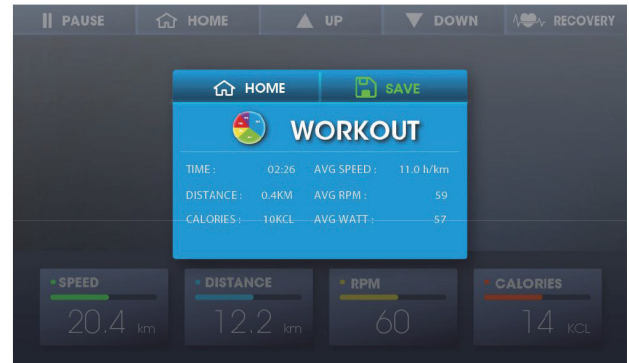 PAUSE HOME UP DOWN RECOVERY
HOME SAVE
WORKOUT
TIME : 02:26 AVG SPEED : 11.0 h/km
DISTANCE : 0.4KM AVG RPM : 59
CALORIES : 10KCL AVG WATT : 57
SPEED DISTANCE RPM CALORIES
20.4 km 12.2 km 60 14 KCL